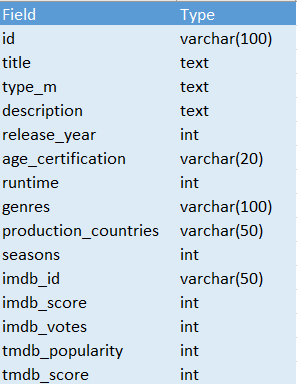 Field Type
id varchar(100)
title text
type_m text
description text
release_year int
age_certification varchar(20)
runtime int
genres varchar(100)
production_countries varchar(50)
seasons int
imdb_id varchar(50)
imdb_score int
imdb_votes int
tmdb_popularity int
tmdb_score int